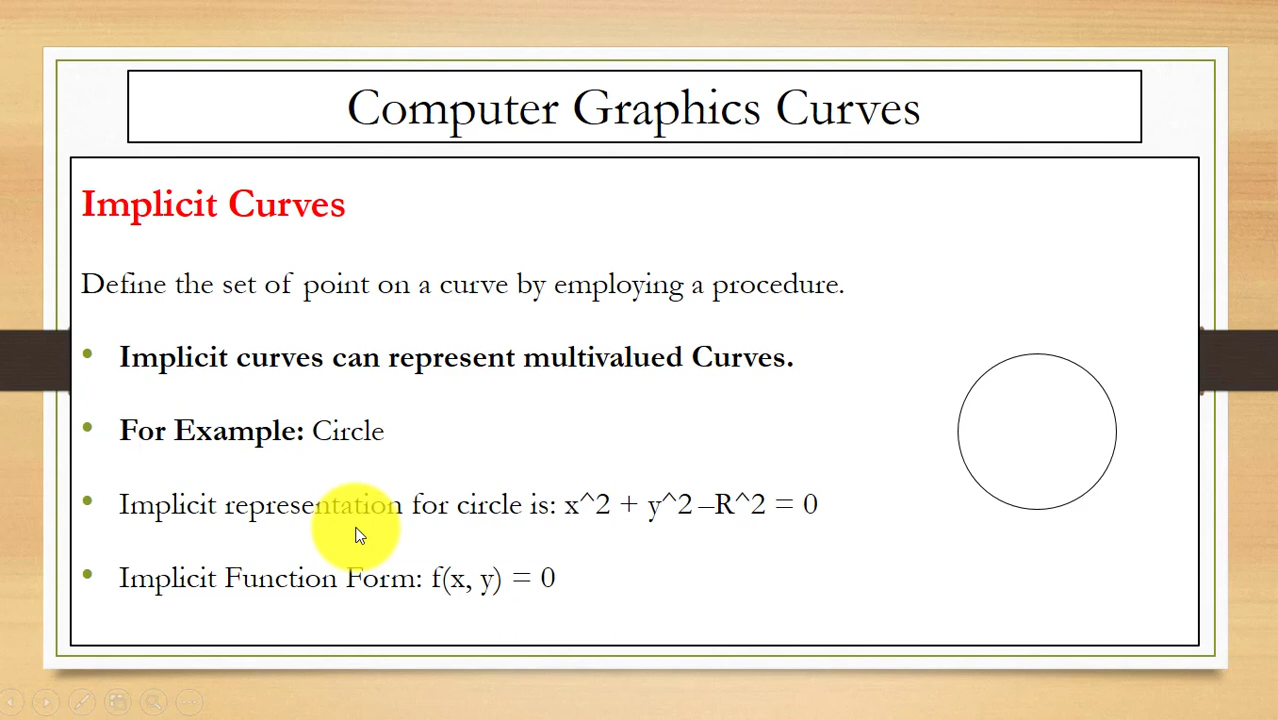 Computer Graphics Curves
Implicit Curves
Define the set of point on a curve by employing a procedure.
• Implicit curves can represent multivalued Curves.
• For Example: Circle
• Implicit representation for circle is: x^2 + y^2 –R^2 = 0
• Implicit Function Form: f(x, y) = 0